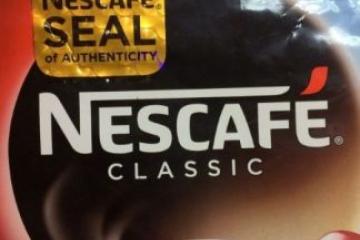 NESCAFÉ
SEAL
of AUTHENTICITY
NESCAFÉ®
CLASSIC